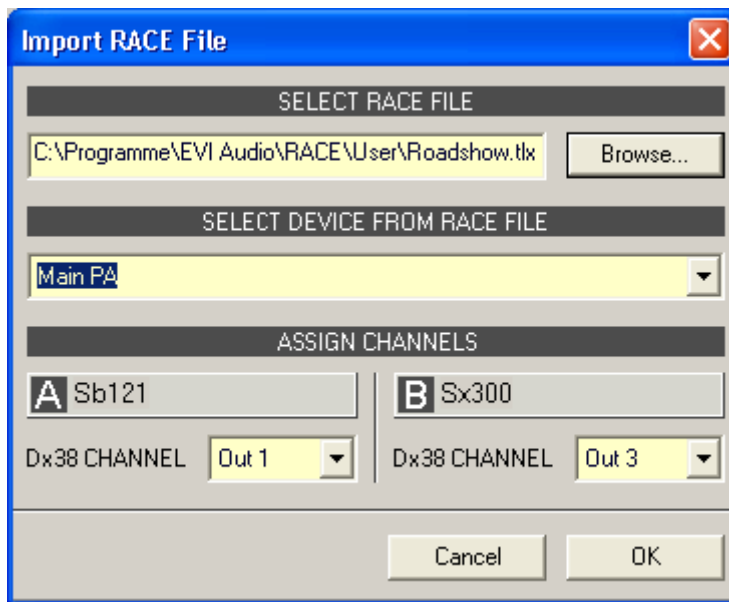 Import RACE File
SELECT RACE FILE
C:\Programme\EVI Audio\RACE\User\Roadshow.tlx Browse...
SELECT DEVICE FROM RACE FILE
Main PA
ASSIGN CHANNELS
A Sb121 B Sx300
Dx38 CHANNEL Out 1 Dx38 CHANNEL Out 3
Cancel OK